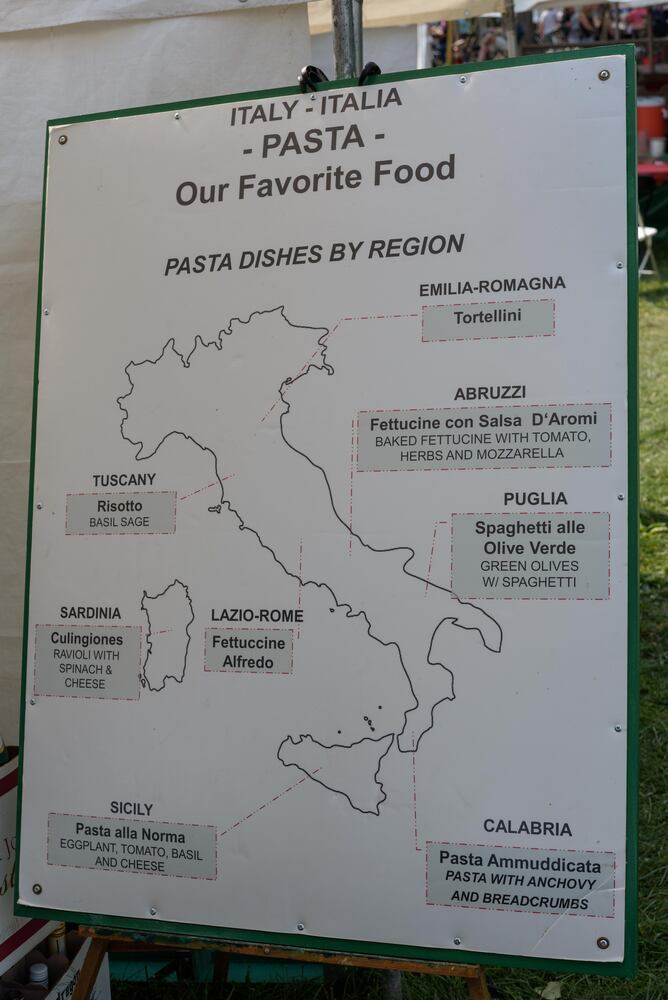 ITALY - ITALIA
- PASTA -
Our Favorite Food
PASTA DISHES BY REGION
EMILIA-ROMAGNA
Tortellini
ABRUZZI
Fettucine con Salsa D'Aromi
BAKED FETTUCINE WITH TOMATO,
HERBS AND MOZZARELLA
TUSCANY
Risotto
BASIL SAGE
PUGLIA
Spaghetti alle
Olive Verde
GREEN OLIVES
W/ SPAGHETTI
SARDINIA
Culingiones
RAVIOLI WITH
SPINACH &
CHEESE
LAZIO-ROME
Fettuccine
Alfredo
SICILY
Pasta alla Norma
EGGPLANT, TOMATO, BASIL
AND CHEESE
CALABRIA
Pasta Ammuddicata
PASTA WITH ANCHOVY
AND BREADCRUMBS